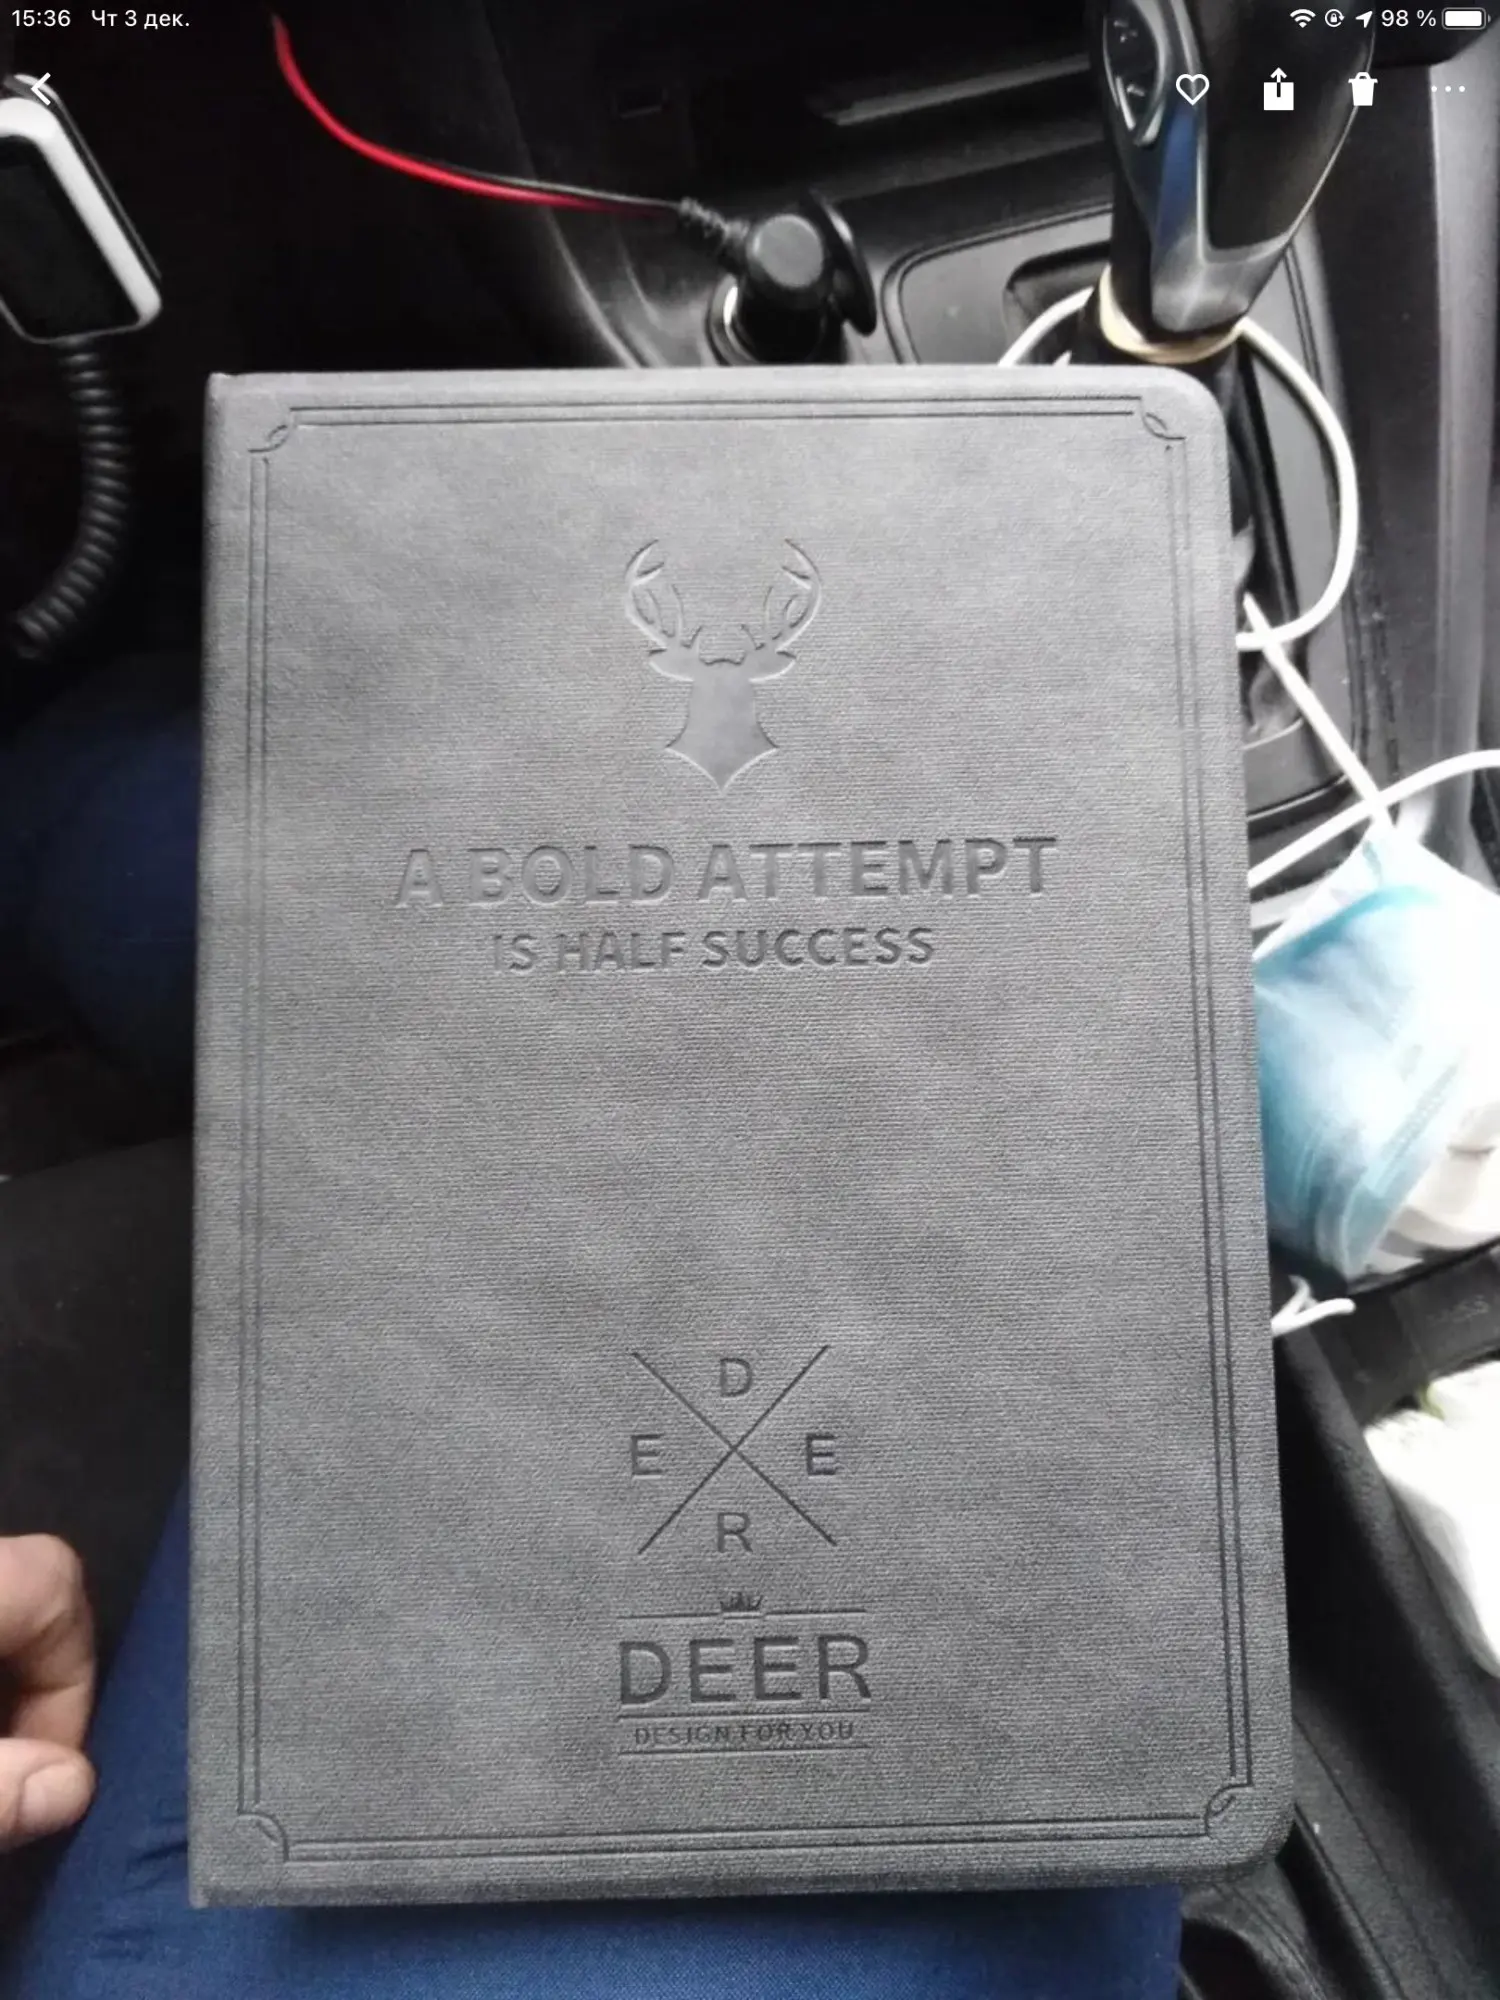 15:36 Чт 3 дек.
98 %
A BOLD ATTEMPT
IS HALF SUCCESS
D
E E
R
DEER
DESIGN FOR YOU